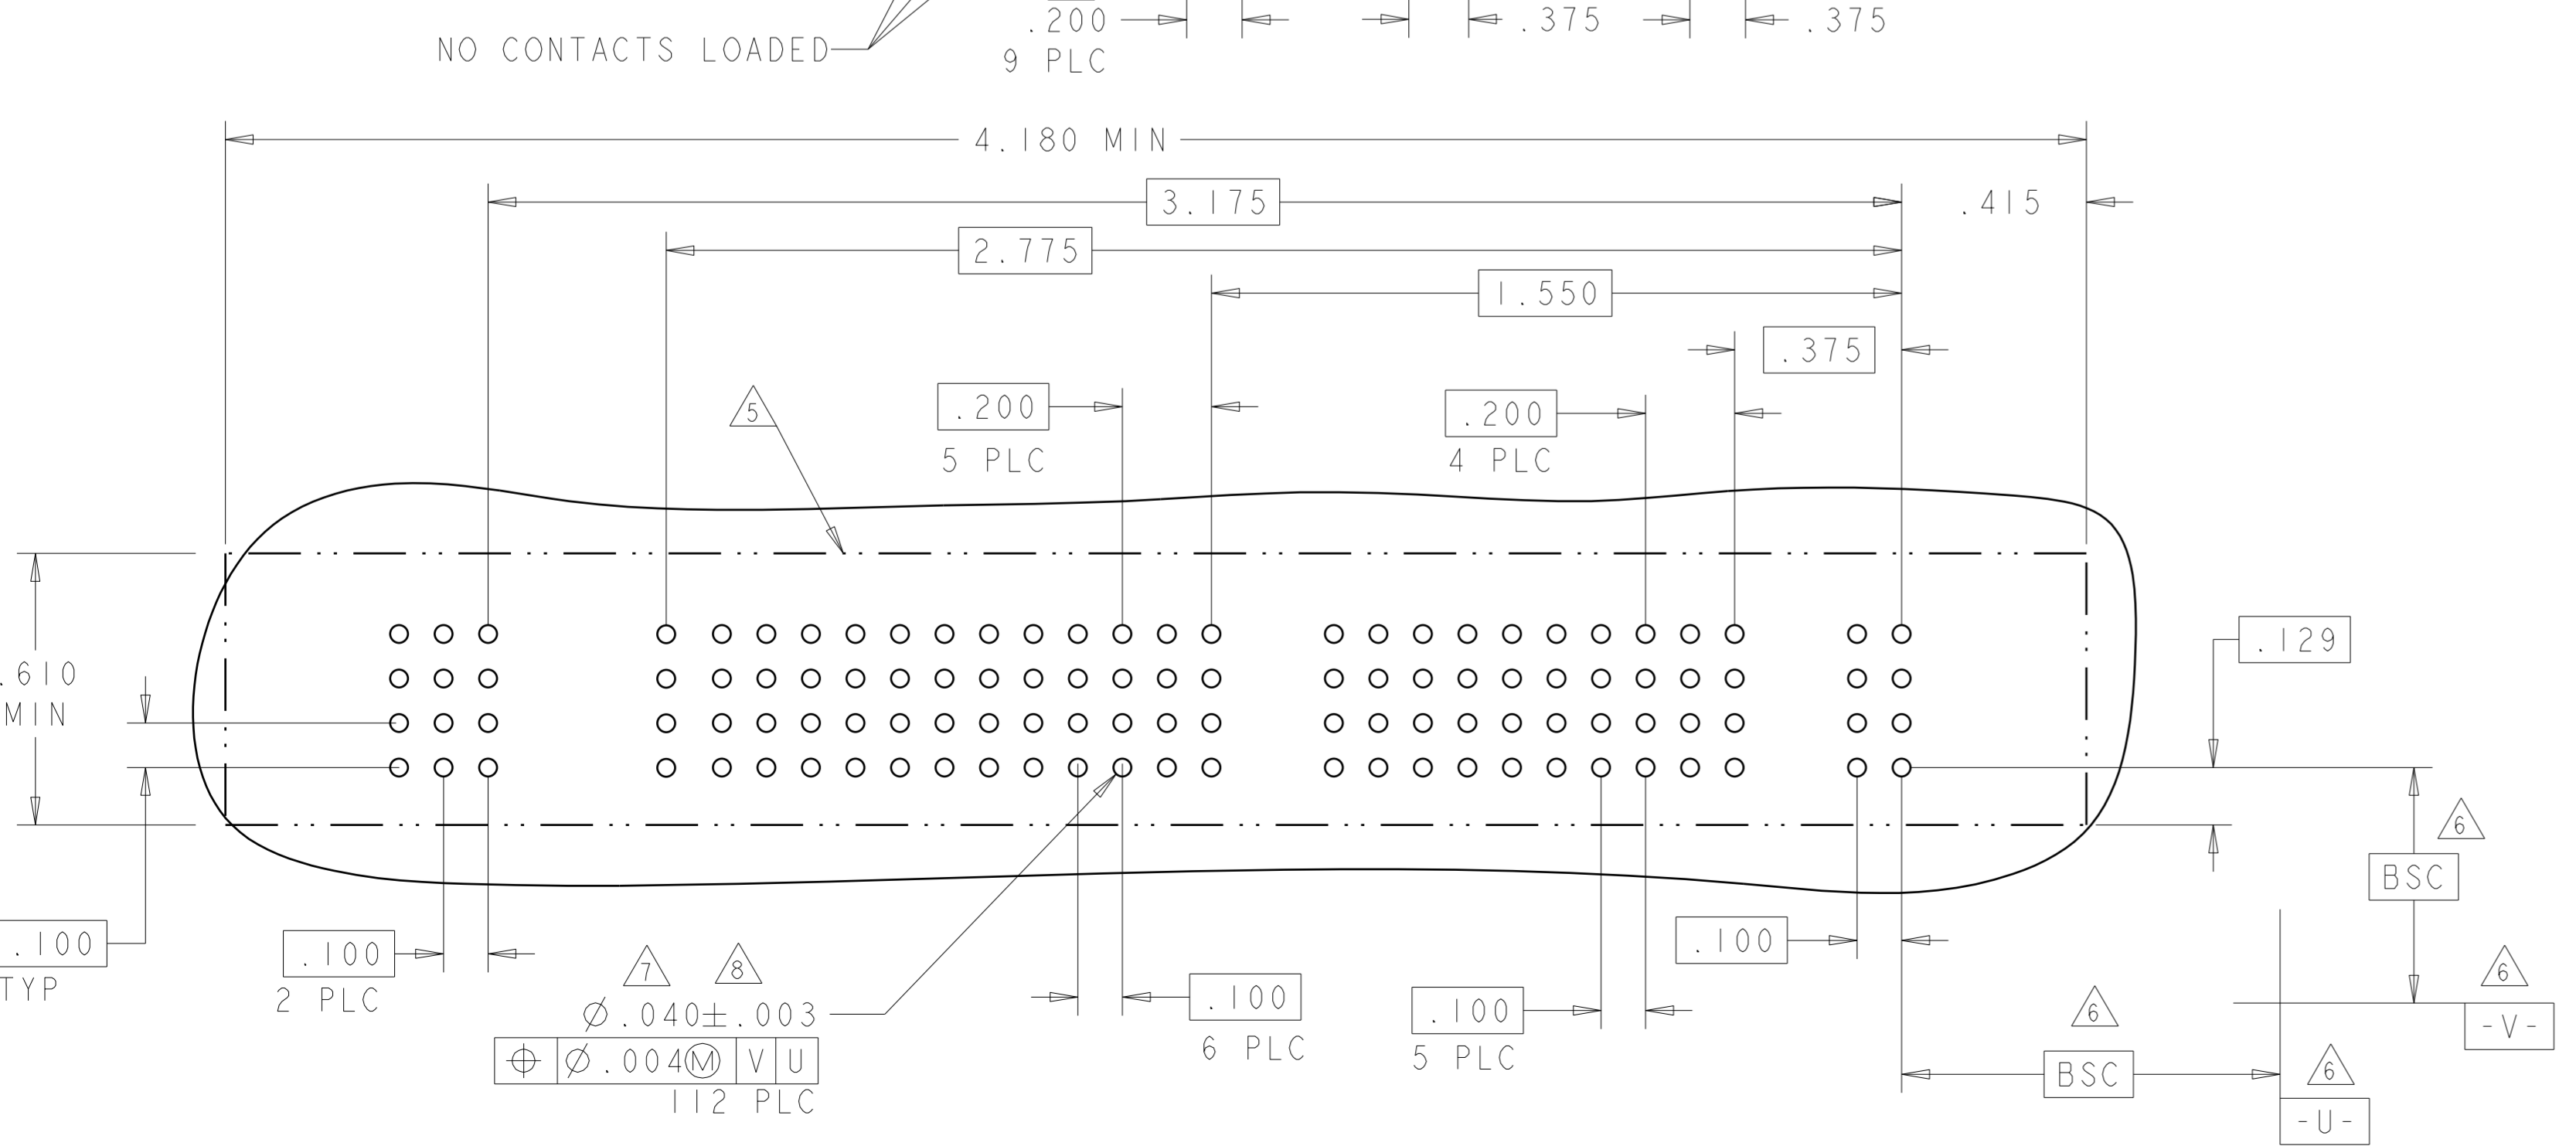 .200
9 PLC
.375
.375
NO CONTACTS LOADED
4.180 MIN
3.175
.415
2.775
1.550
.375
.200
5 PLC
.200
4 PLC
5
.610
MIN
.129
6
BSC
.100
TYP
.100
2 PLC
7
8
Ø.040±.003
⌖ Ø.004Ⓜ V U
112 PLC
.100
6 PLC
.100
5 PLC
.100
6
BSC
6
-V-
6
-U-